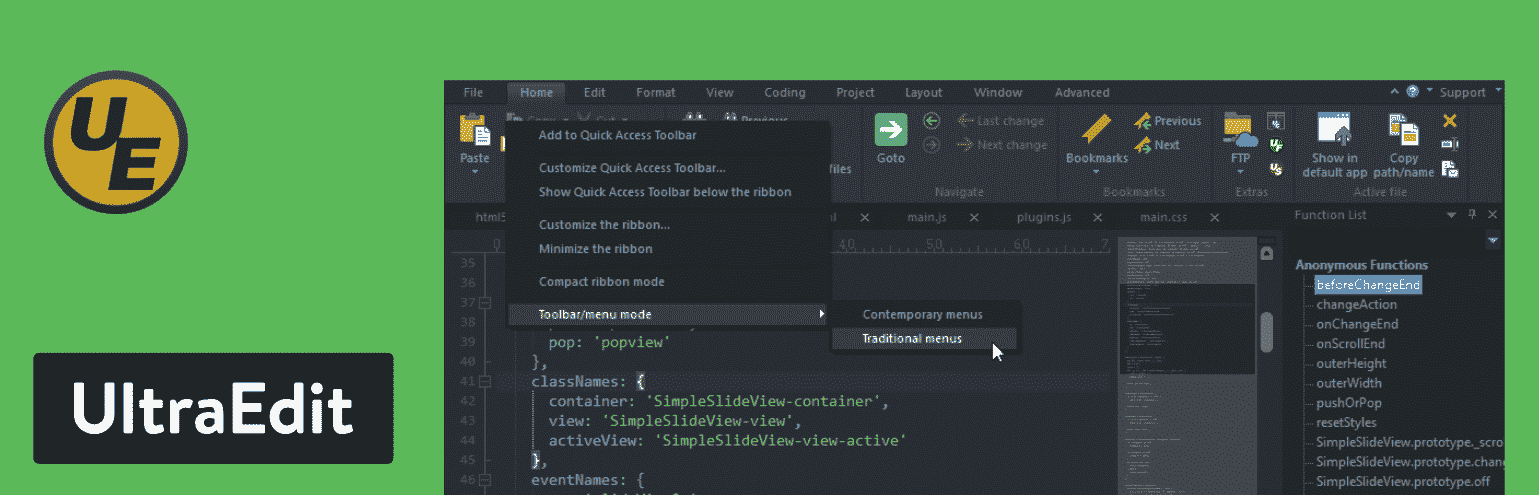 UE
UltraEdit
File Home Edit Format View Coding Project Layout Window Advanced Support
Paste
Copy Cut
Previous
files
Goto
Last change
Next change
Navigate
Bookmarks
Previous
Next
Bookmarks
FTP
Extras
Show in
default app
Copy
path/name
Active file
Add to Quick Access Toolbar
Customize Quick Access Toolbar...
Show Quick Access Toolbar below the ribbon
Customize the ribbon...
Minimize the ribbon
Compact ribbon mode
Toolbar/menu mode
Contemporary menus
Traditional menus
html5 main.js plugins.js main.css
0 40 50 60 7
35
36
37
38
39 pop: 'popview'
40 },
41 classNames: {
42 container: 'SimpleSlideView-container',
43 view: 'SimpleSlideView-view',
44 activeView: 'SimpleSlideView-view-active'
45 },
46 eventNames: {
Function List
Anonymous Functions
beforeChangeEnd
changeAction
onChangeEnd
onScrollEnd
outerHeight
outerWidth
pushOrPop
resetStyles
SimpleSlideView.prototype._scro
SimpleSlideView.prototype.chang
SimpleSlideView.prototype.off